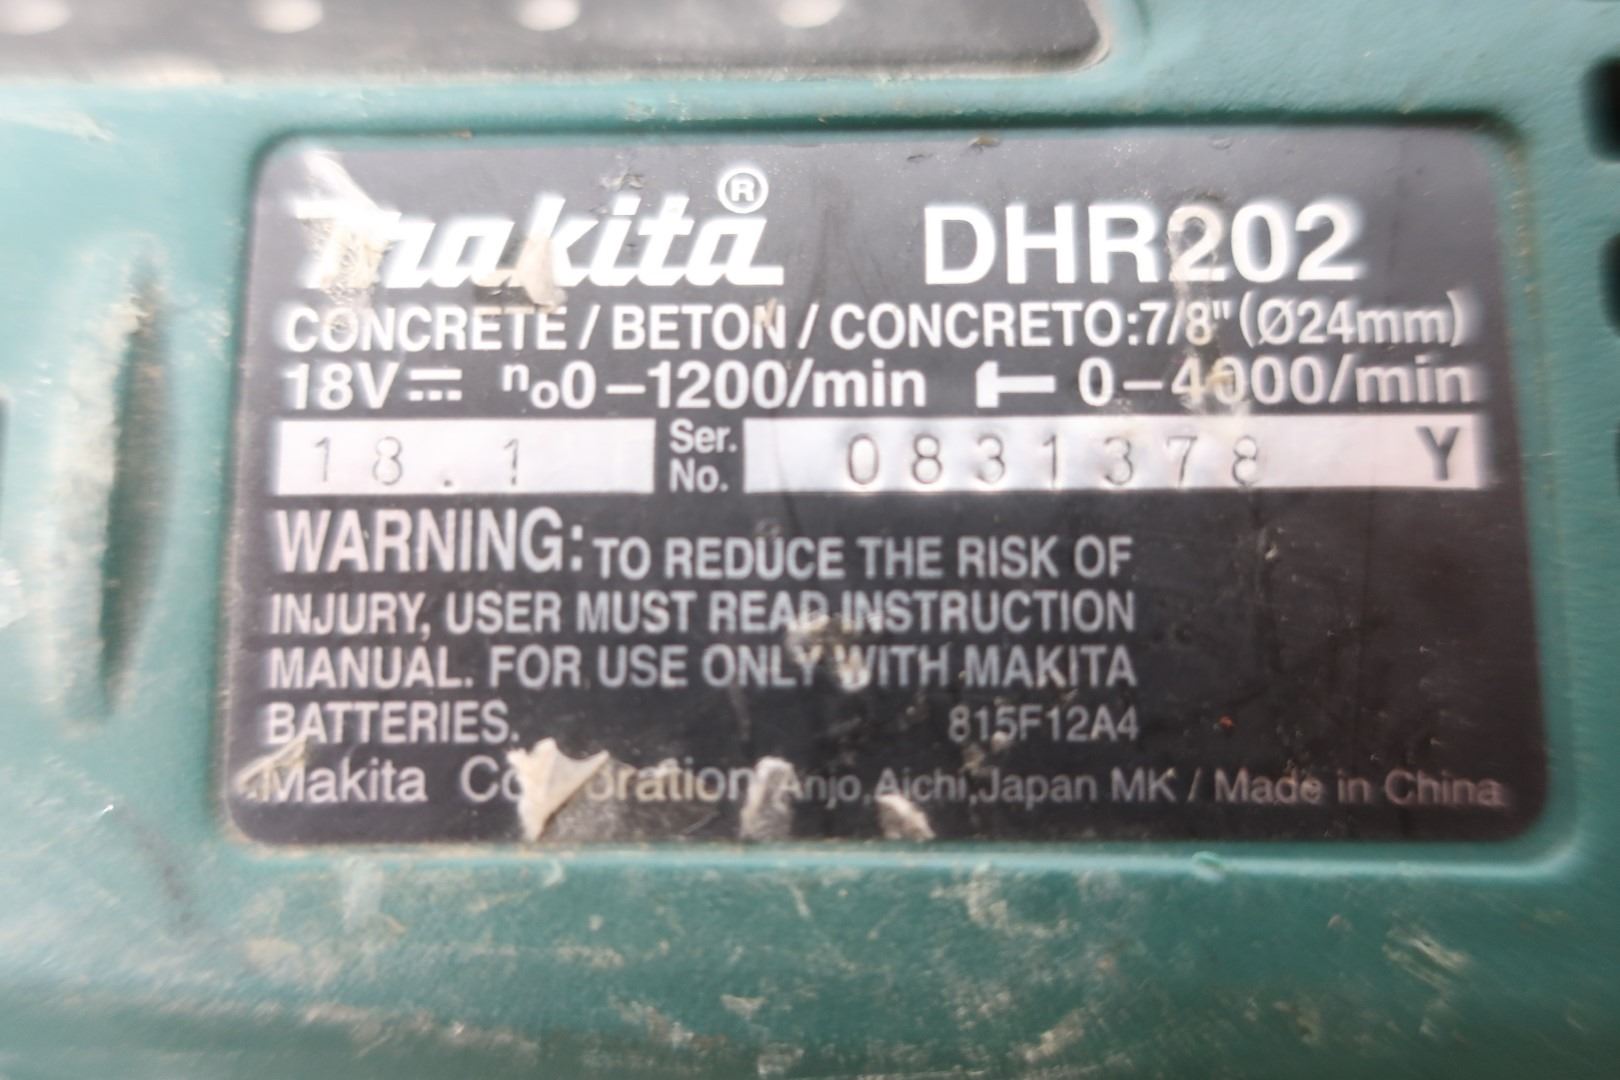 makita® DHR202
CONCRETE / BETON / CONCRETO:7/8" (Ø24mm)
18V⎓ no0–1200/min 0–4000/min
18.1 Ser. No. 0831378 Y
WARNING: TO REDUCE THE RISK OF
INJURY, USER MUST READ INSTRUCTION
MANUAL. FOR USE ONLY WITH MAKITA
BATTERIES. 815F12A4
Makita Corporation Anjo,Aichi,Japan MK / Made in China